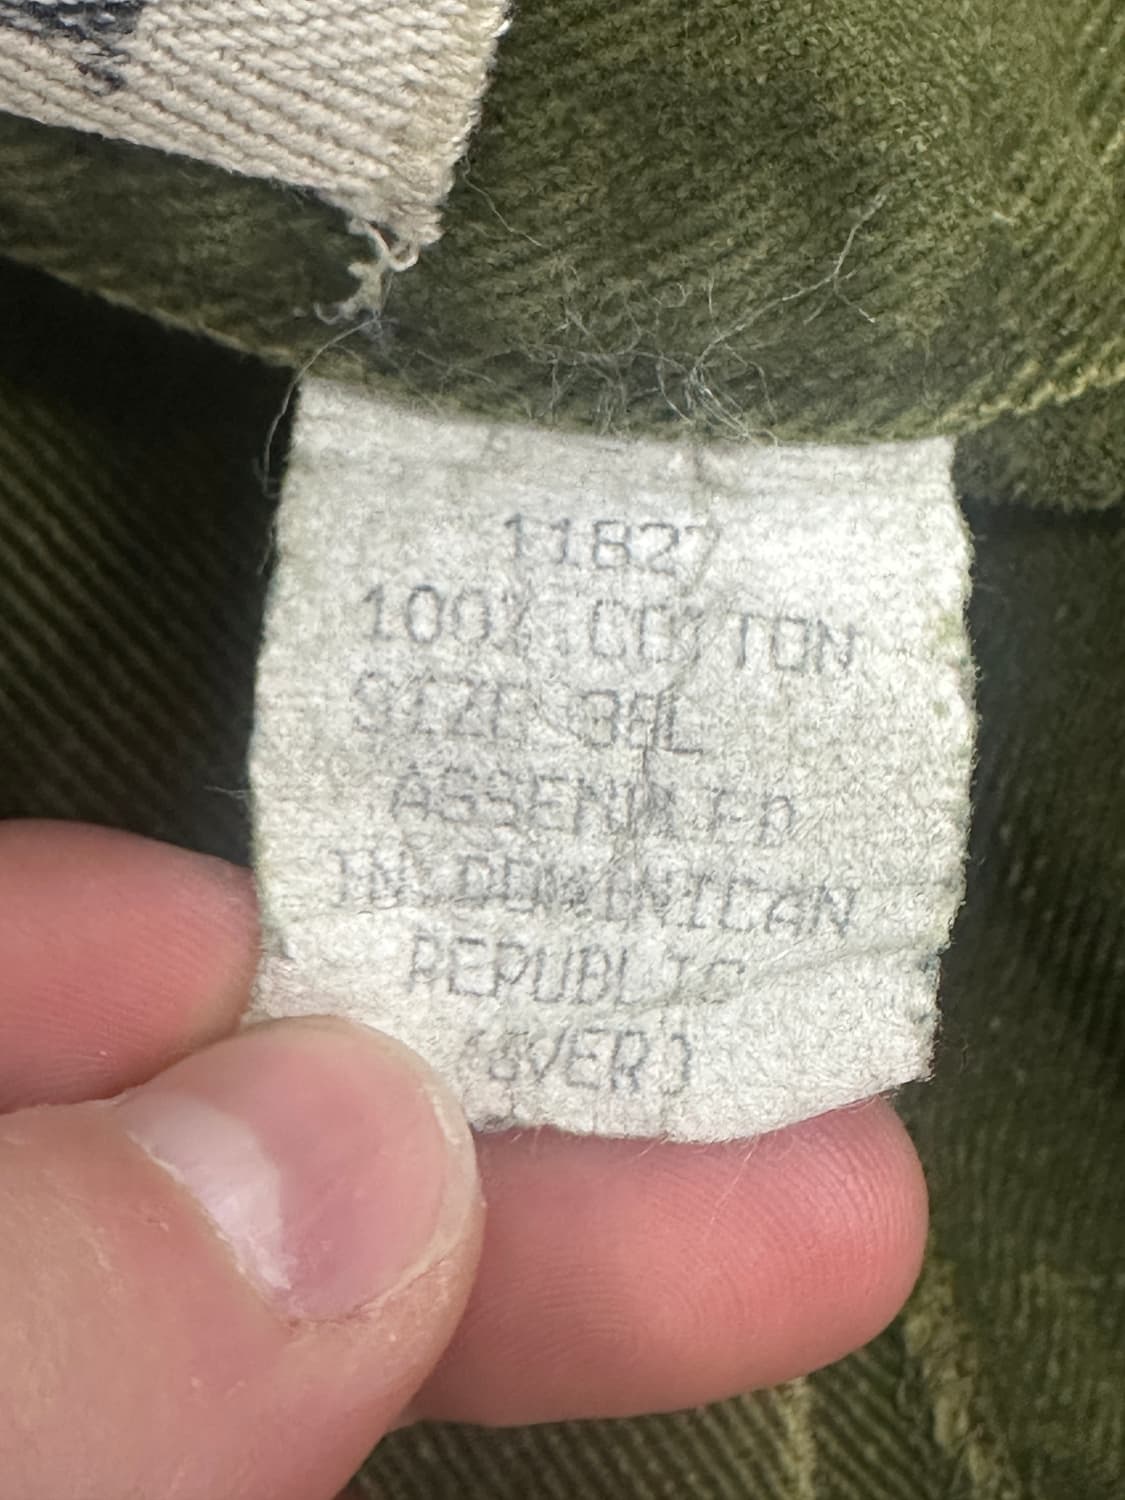 11827
100% COTTON
SIZE 38L
ASSEMBLED
IN DOMINICAN
REPUBLIC
(OVER)